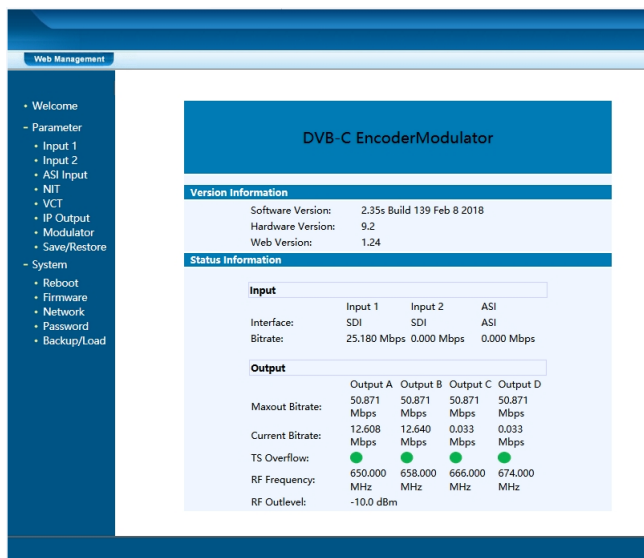 Web Management
• Welcome
– Parameter
• Input 1
• Input 2
• ASI Input
• NIT
• VCT
• IP Output
• Modulator
• Save/Restore
– System
• Reboot
• Firmware
• Network
• Password
• Backup/Load
DVB-C EncoderModulator
Version Information
Software Version: 2.35s Build 139 Feb 8 2018
Hardware Version: 9.2
Web Version: 1.24
Status Information
Input
Input 1 Input 2 ASI
Interface: SDI SDI ASI
Bitrate: 25.180 Mbps 0.000 Mbps 0.000 Mbps
Output
Output A Output B Output C Output D
Maxout Bitrate: 50.871 Mbps 50.871 Mbps 50.871 Mbps 50.871 Mbps
Current Bitrate: 12.608 Mbps 12.640 Mbps 0.033 Mbps 0.033 Mbps
TS Overflow:
RF Frequency: 650.000 MHz 658.000 MHz 666.000 MHz 674.000 MHz
RF Outlevel: -10.0 dBm